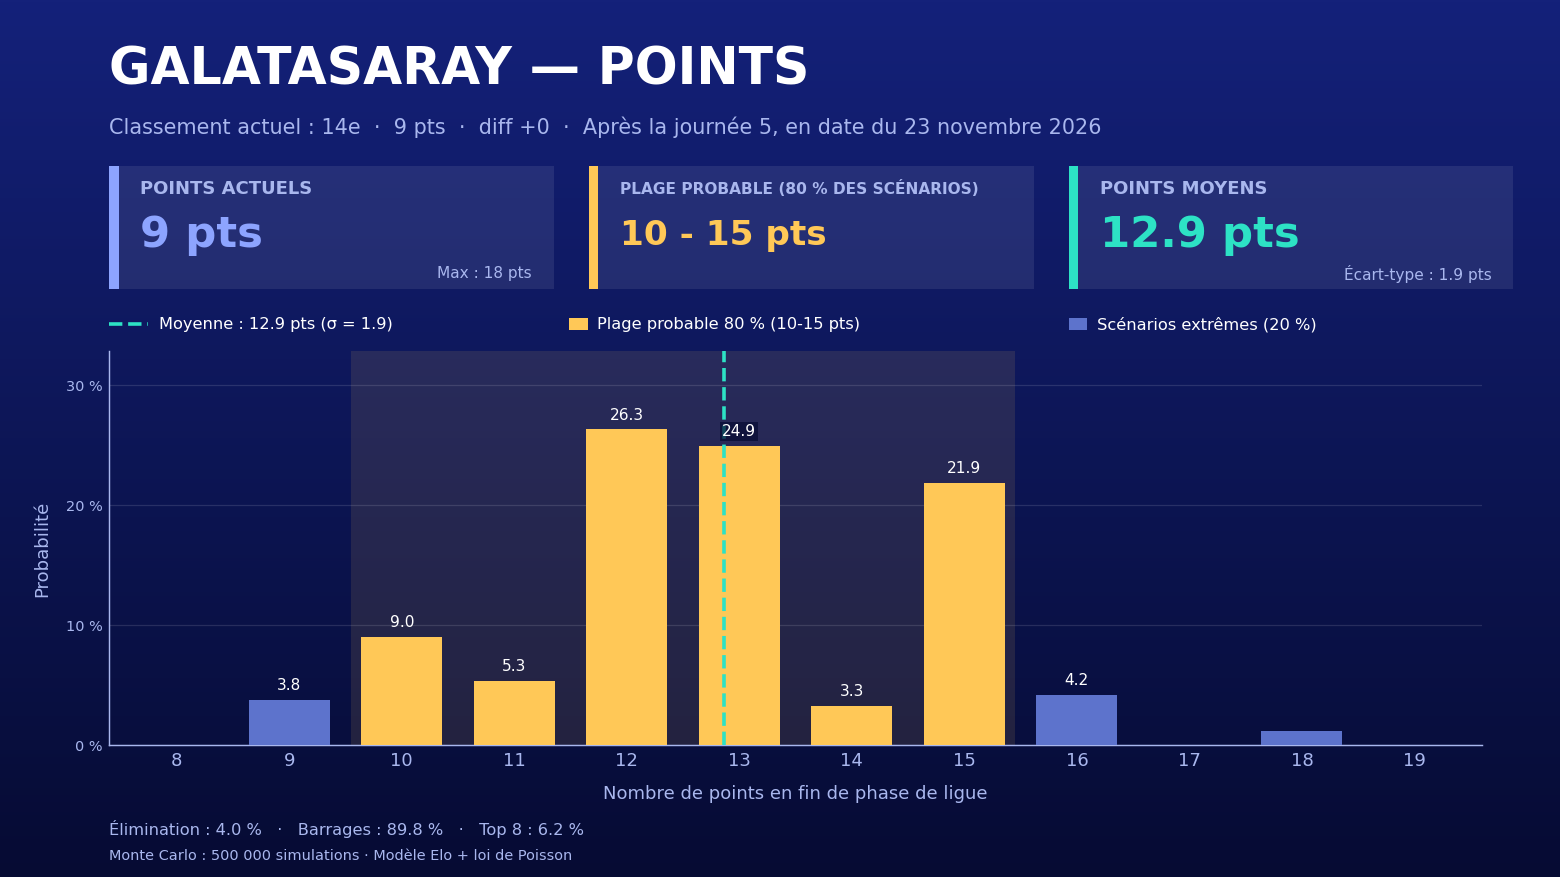 GALATASARAY — POINTS
Classement actuel : 14e · 9 pts · diff +0 · Après la journée 5, en date du 23 novembre 2026
POINTS ACTUELS
9 pts
Max : 18 pts
PLAGE PROBABLE (80 % DES SCÉNARIOS)
10 - 15 pts
POINTS MOYENS
12.9 pts
Écart-type : 1.9 pts
Moyenne : 12.9 pts (σ = 1.9)
Plage probable 80 % (10-15 pts)
Scénarios extrêmes (20 %)
Probabilité
30 %
20 %
10 %
0 %
3.8
9.0
5.3
26.3
24.9
3.3
21.9
4.2
8 9 10 11 12 13 14 15 16 17 18 19
Nombre de points en fin de phase de ligue
Élimination : 4.0 % · Barrages : 89.8 % · Top 8 : 6.2 %
Monte Carlo : 500 000 simulations · Modèle Elo + loi de Poisson